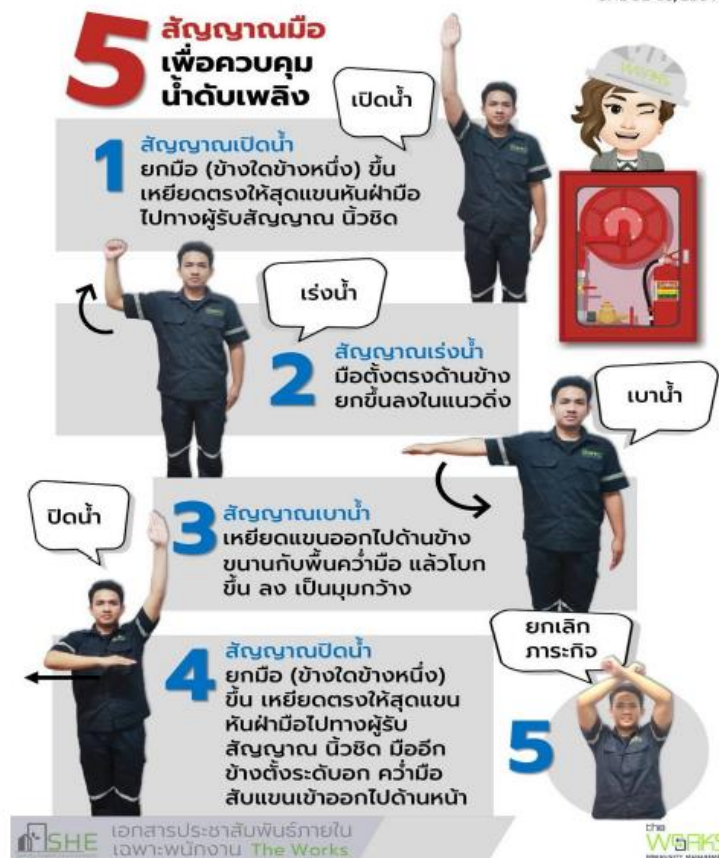 5 สัญญาณมือ
เพื่อควบคุม
น้ำดับเพลิง
เปิดน้ำ
WORKS
1 สัญญาณเปิดน้ำ
ยกมือ (ข้างใดข้างหนึ่ง) ขึ้น
เหยียดตรงให้สุดแขนหันฝ่ามือ
ไปทางผู้รับสัญญาณ นิ้วชิด
เร่งน้ำ
2 สัญญาณเร่งน้ำ
มือตั้งตรงด้านข้าง
ยกขึ้นลงในแนวดิ่ง
เบาน้ำ
3 สัญญาณเบาน้ำ
เหยียดแขนออกไปด้านข้าง
ขนานกับพื้นคว่ำมือ แล้วโบก
ขึ้น ลง เป็นมุมกว้าง
ปิดน้ำ
4 สัญญาณปิดน้ำ
ยกมือ (ข้างใดข้างหนึ่ง)
ขึ้น เหยียดตรงให้สุดแขน
หันฝ่ามือไปทางผู้รับ
สัญญาณ นิ้วชิด มืออีก
ข้างตั้งระดับอก คว่ำมือ
สับแขนเข้าออกไปด้านหน้า
ยกเลิก
ภาระกิจ
5
SHE เอกสารประชาสัมพันธ์ภายใน
เฉพาะพนักงาน The Works
the
WORKS